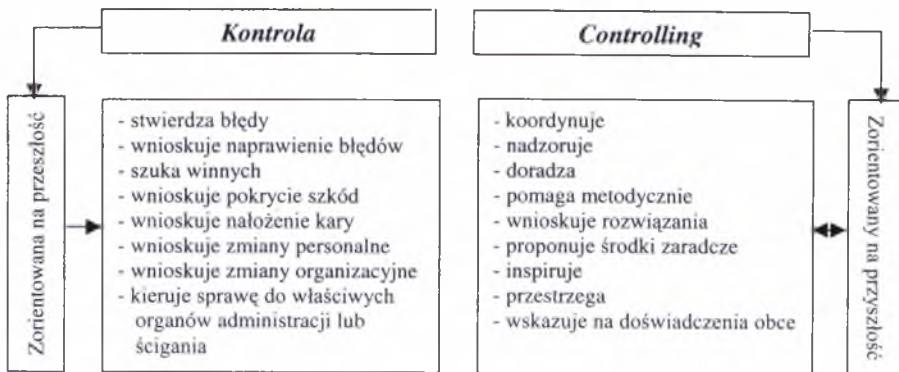 Kontrola
Controlling
Zorientowana na przeszłość
- stwierdza błędy
- wnioskuje naprawienie błędów
- szuka winnych
- wnioskuje pokrycie szkód
- wnioskuje nałożenie kary
- wnioskuje zmiany personalne
- wnioskuje zmiany organizacyjne
- kieruje sprawę do właściwych
organów administracji lub
ścigania
- koordynuje
- nadzoruje
- doradza
- pomaga metodycznie
- wnioskuje rozwiązania
- proponuje środki zaradcze
- inspiruje
- przestrzega
- wskazuje na doświadczenia obce
Zorientowany na przyszłość